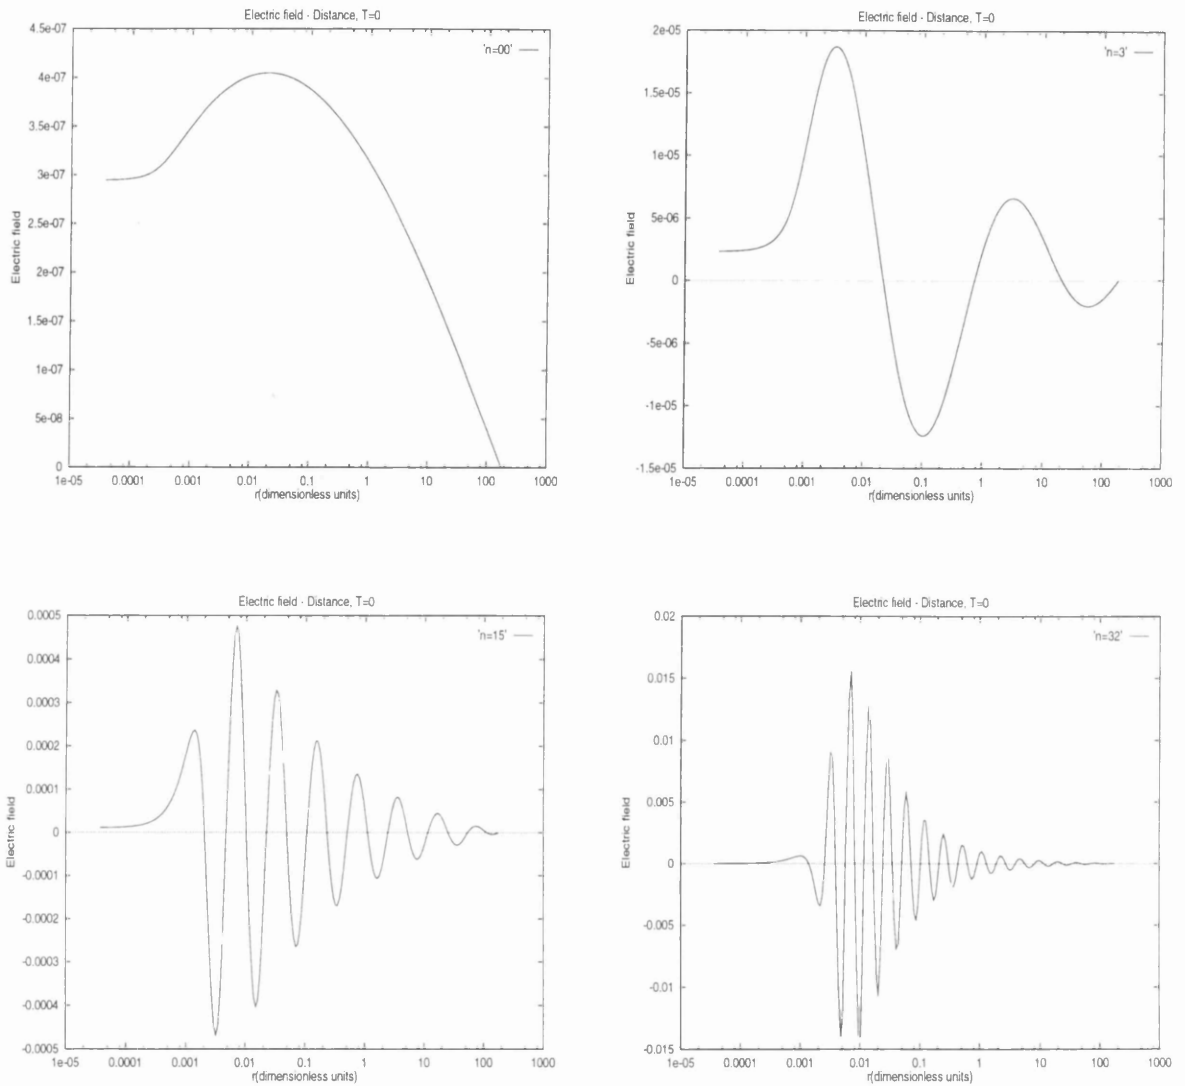 Electric field - Distance, T=0
4.5e-07
'n=00'
4e-07
3.5e-07
3e-07
2.5e-07
2e-07
1.5e-07
1e-07
5e-08
0
Electric field
1e-05 0.0001 0.001 0.01 0.1 1 10 100 1000
r(dimensionless units)
Electric field - Distance, T=0
2e-05
'n=3'
1.5e-05
1e-05
5e-06
0
-5e-06
-1e-05
-1.5e-05
Electric field
1e-05 0.0001 0.001 0.01 0.1 1 10 100 1000
r(dimensionless units)
Electric field - Distance, T=0
0.0005
'n=15'
0.0004
0.0003
0.0002
0.0001
0
-0.0001
-0.0002
-0.0003
-0.0004
-0.0005
Electric field
1e-05 0.0001 0.001 0.01 0.1 1 10 100 1000
r(dimensionless units)
Electric field - Distance, T=0
0.02
'n=32'
0.015
0.01
0.005
0
-0.005
-0.01
-0.015
Electric field
1e-05 0.0001 0.001 0.01 0.1 1 10 100 1000
r(dimensionless units)